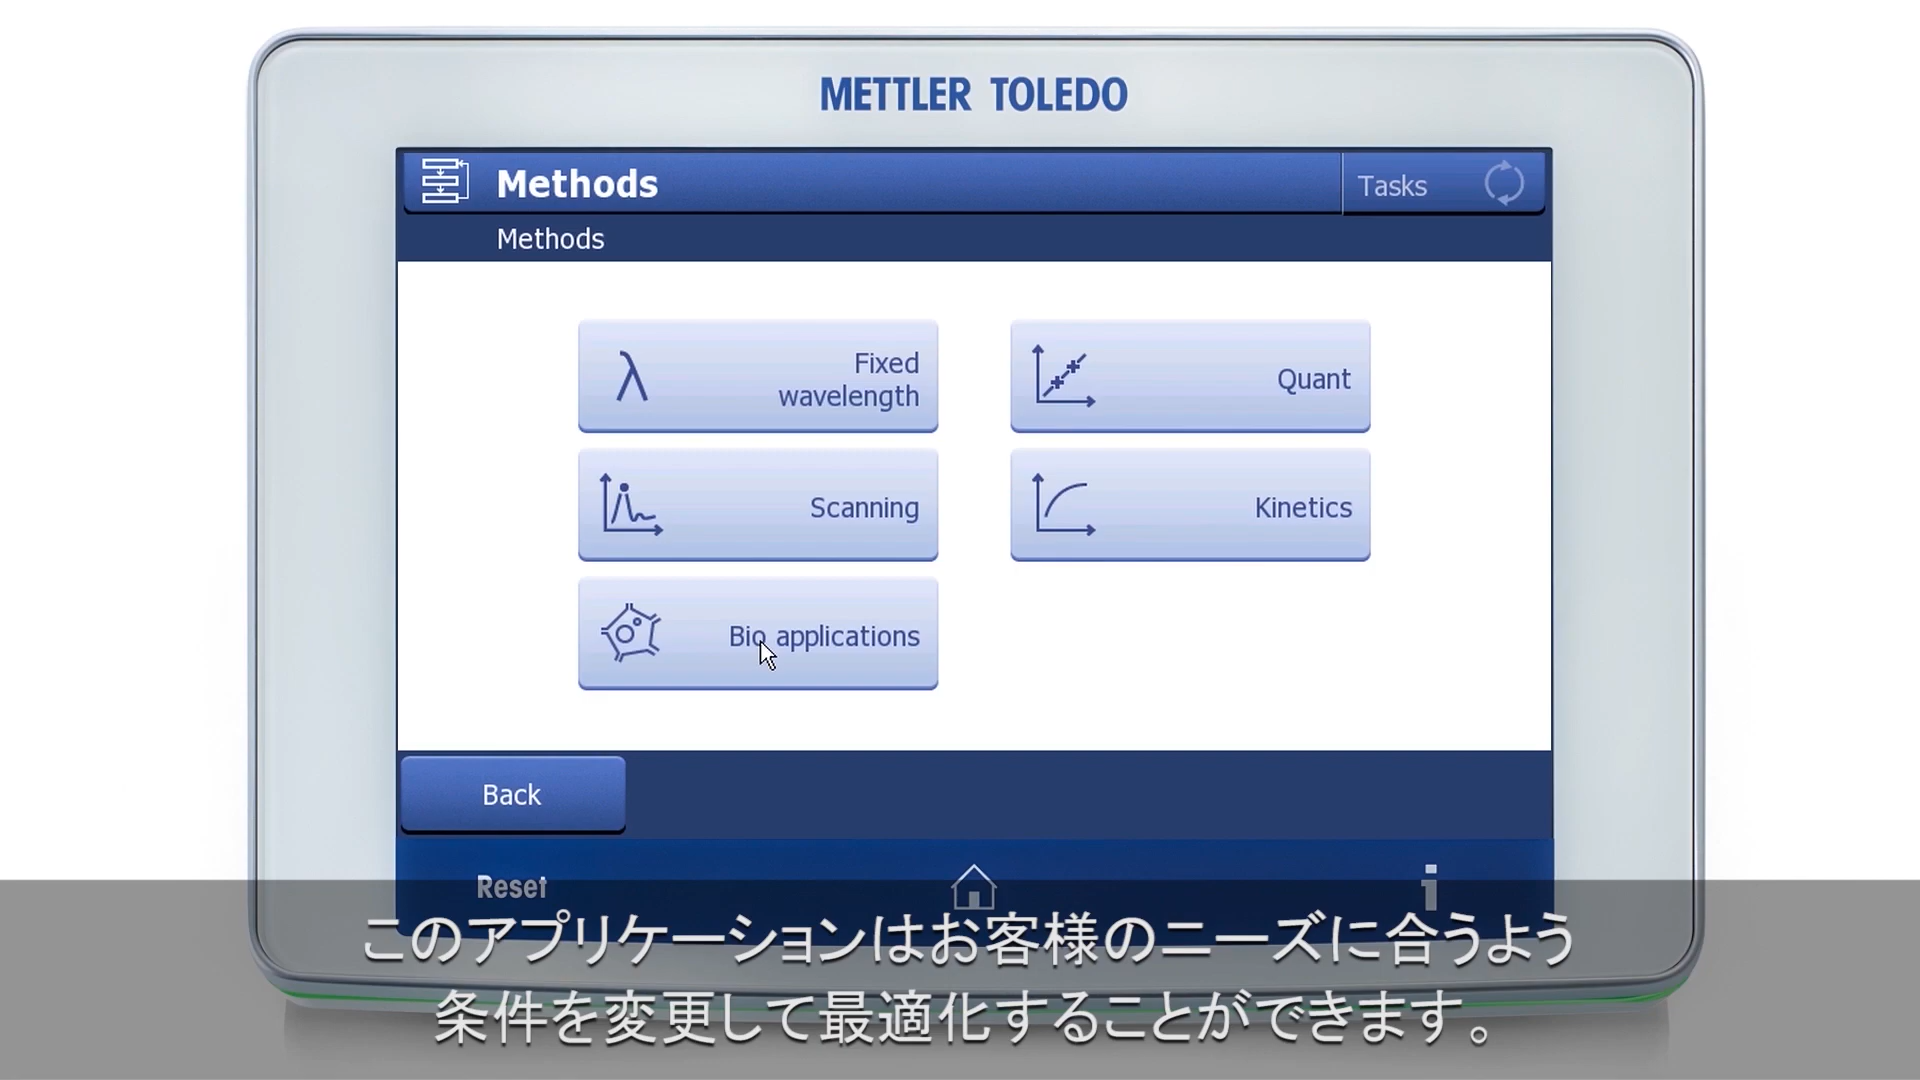 METTLER TOLEDO
Methods
Tasks
Methods
λ
Fixed
wavelength
Quant
Scanning
Kinetics
Bio applications
Back
Reset
このアプリケーションはお客様のニーズに合うよう
条件を変更して最適化することができます。